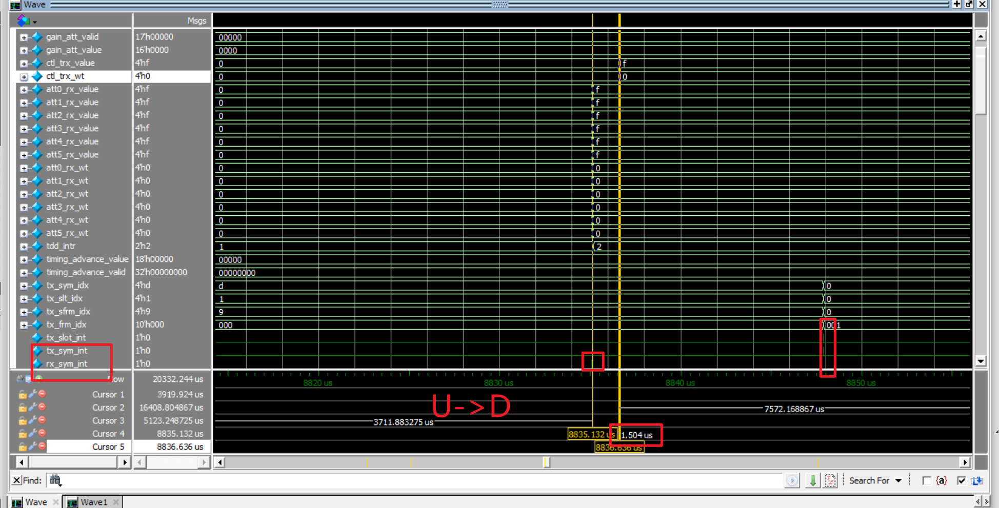 Wave
Msgs
gain_att_valid 17'h00000 00000
gain_att_value 16'h0000 0000
ctl_trx_value 4'hf 0 f
ctl_trx_wt 4'h0 0 0
att0_rx_value 4'hf 0 f
att1_rx_value 4'hf 0 f
att2_rx_value 4'hf 0 f
att3_rx_value 4'hf 0 f
att4_rx_value 4'hf 0 f
att5_rx_value 4'hf 0 f
att0_rx_wt 4'h0 0 0
att1_rx_wt 4'h0 0 0
att2_rx_wt 4'h0 0 0
att3_rx_wt 4'h0 0 0
att4_rx_wt 4'h0 0 0
att5_rx_wt 4'h0 0 0
tdd_intr 2'h2 1 2
timing_advance_value 18'h00000 00000
timing_advance_valid 32'h00000000 00000000
tx_sym_idx 4'hd d 0
tx_slt_idx 4'h1 1 0
tx_sfrm_idx 4'h9 9 0
tx_frm_idx 10'h000 000 001
tx_slot_int 1'h0
tx_sym_int 1'h0
rx_sym_int 1'h0
Now 20332.244 us 8820 us 8830 us 8840 us 8850 us
Cursor 1 3919.924 us
U->D
Cursor 2 16408.804867 us 7572.168867 us
Cursor 3 5123.248725 us 3711.883275 us
Cursor 4 8835.132 us 8835.132 us 1.504 us
Cursor 5 8836.636 us 8836.636 us
Find: Search For {a}
Wave Wave1